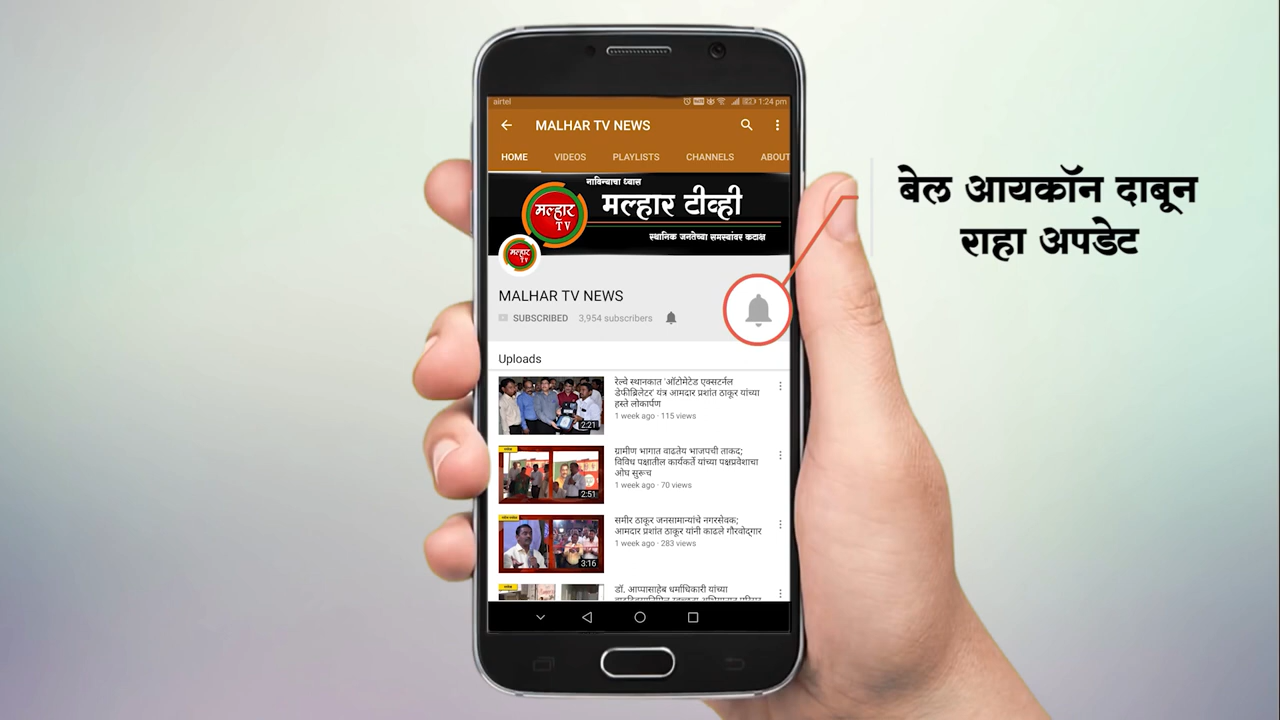 airtel
1:24 pm
MALHAR TV NEWS
HOME
VIDEOS
PLAYLISTS
CHANNELS
ABOUT
नाविन्याचा ध्यास
मल्हार
TV
मल्हार टीव्ही
स्थानिक जनतेच्या समस्यांवर कटाक्ष
मल्हार
TV
MALHAR TV NEWS
SUBSCRIBED
3,954 subscribers
बेल आयकॉन दाबून
राहा अपडेट
Uploads
रेल्वे स्थानकात 'ऑटोमेटेड एक्सटर्नल
डेफीब्रिलेटर' यंत्र आमदार प्रशांत ठाकूर यांच्या
हस्ते लोकार्पण
1 week ago · 115 views
2:21
ग्रामीण भागात वाढतेय भाजपची ताकद;
विविध पक्षातील कार्यकर्ते यांच्या पक्षप्रवेशाचा
ओघ सुरूच
1 week ago · 70 views
2:51
समीर ठाकूर जनसामान्यांचे नगरसेवक;
आमदार प्रशांत ठाकूर यांनी काढले गौरवोद्‌गार
1 week ago · 283 views
3:16
डॉ. आप्पासाहेब धर्माधिकारी यांच्या